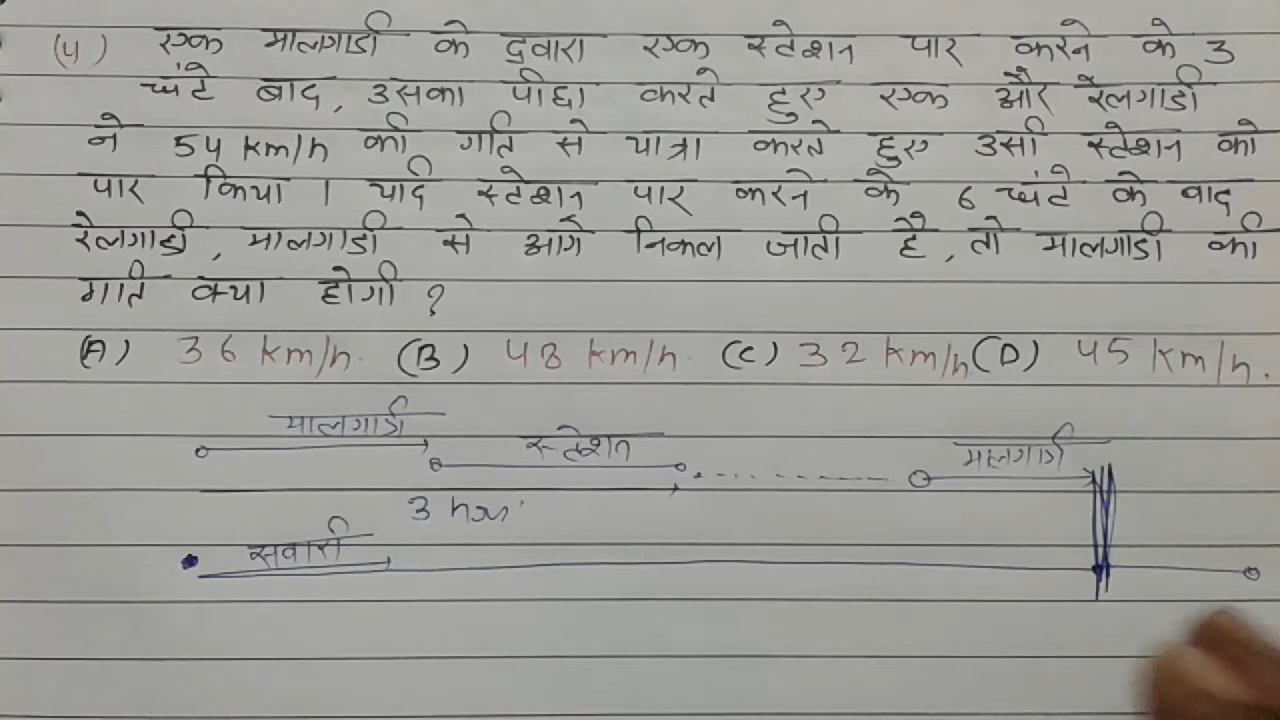 (५) एक मालगाडी के द्वारा एक स्टेशन पार करने के 3
घंटे बाद, उसका पीछा करते हुए एक और रेलगाडी
ने 54 km/h की गति से यात्रा करते हुए उसी स्टेशन को
पार किया । यदि स्टेशन पार करने के 6 घंटे के बाद
रेलगाडी, मालगाडी से आगे निकल जाती है, तो मालगाडी की
गति क्या होगी ?
(A) 36 km/h. (B) 48 km/h. (C) 32 km/h (D) 45 km/h.
मालगाडी स्टेशन मालगाडी
3 hrs.
सवारी